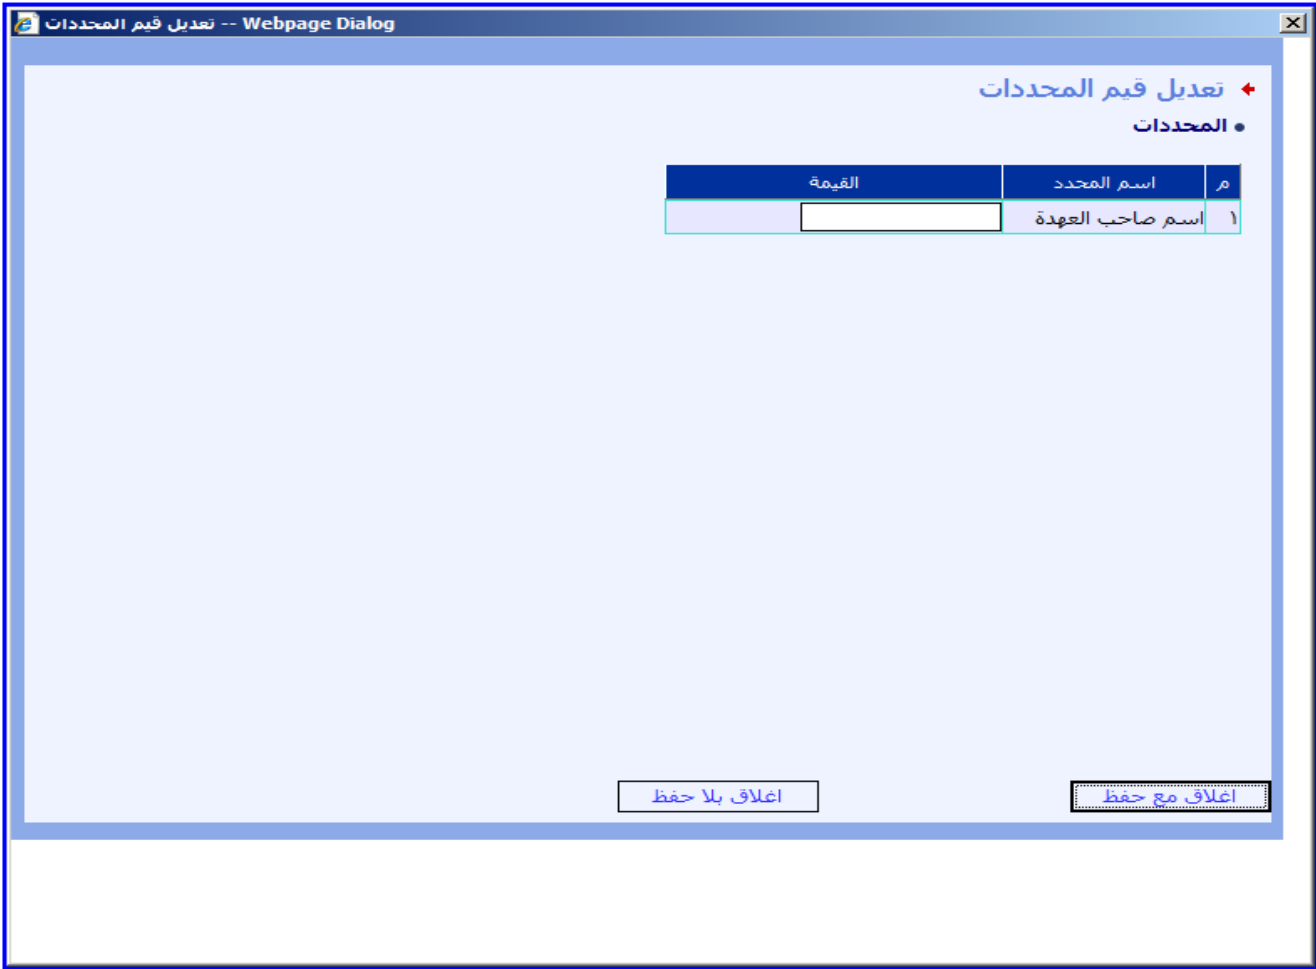 تعديل قيم المحددات -- Webpage Dialog
تعديل قيم المحددات
المحددات
م اسم المحدد القيمة
١ اسم صاحب العهدة
اغلاق مع حفظ اغلاق بلا حفظ